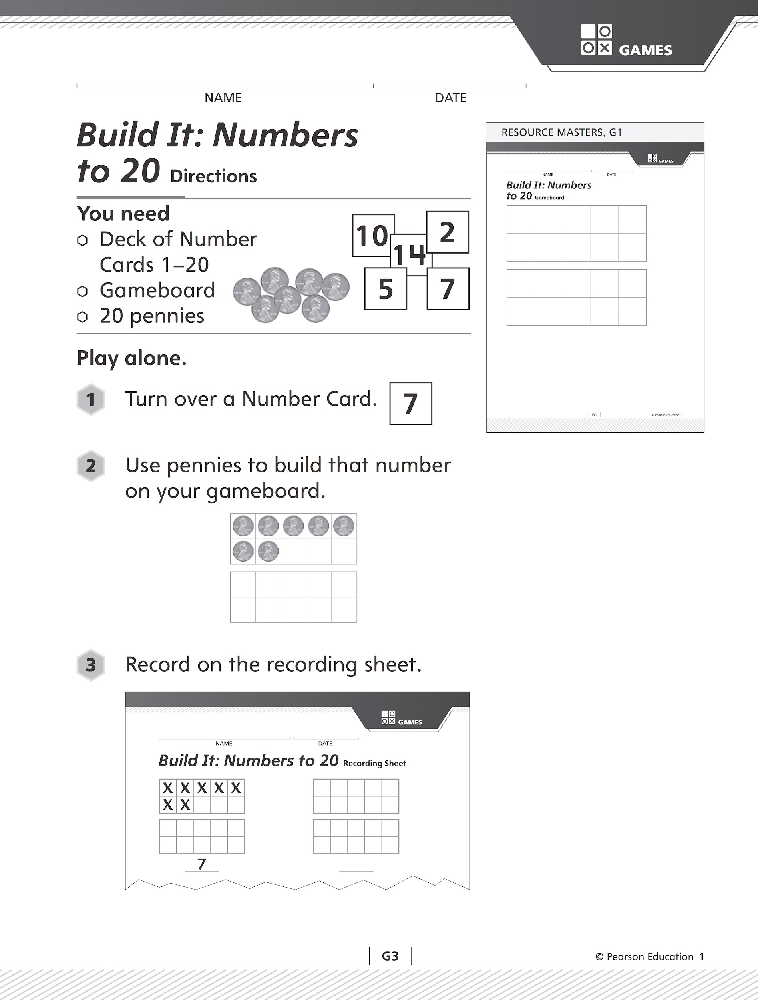 GAMES
NAME DATE
Build It: Numbers
to 20 Directions
You need
Deck of Number
Cards 1–20
Gameboard
20 pennies
10
2
14
5
7
RESOURCE MASTERS, G1
GAMES
NAME DATE
Build It: Numbers
to 20 Gameboard
G1
© Pearson Education 1
Play alone.
1 Turn over a Number Card. 7
2 Use pennies to build that number
on your gameboard.
3 Record on the recording sheet.
GAMES
NAME DATE
Build It: Numbers to 20 Recording Sheet
X X X X X
X X
7
G3
© Pearson Education 1